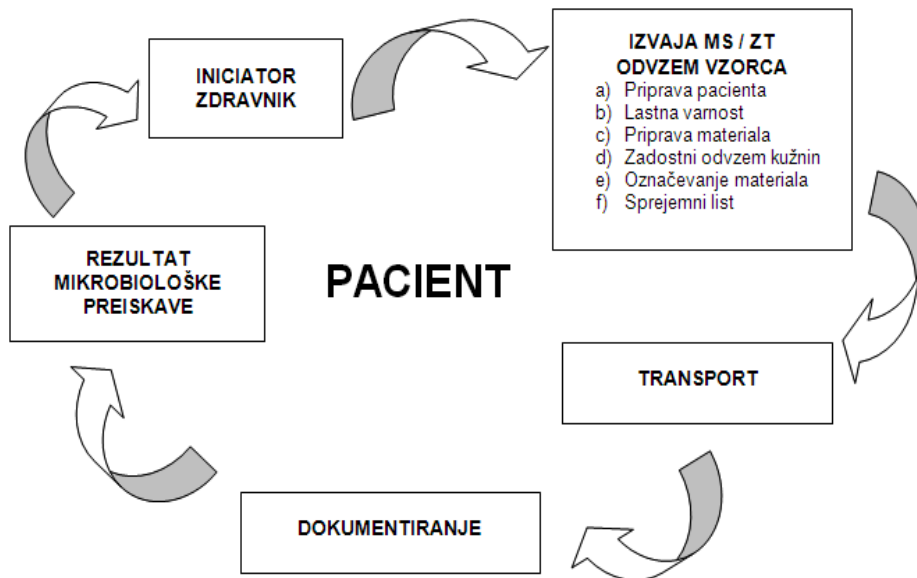 INICIATOR
ZDRAVNIK
IZVAJA MS / ZT
ODVZEM VZORCA
a) Priprava pacienta
b) Lastna varnost
c) Priprava materiala
d) Zadostni odvzem kužnin
e) Označevanje materiala
f) Sprejemni list
REZULTAT
MIKROBIOLOŠKE
PREISKAVE
PACIENT
TRANSPORT
DOKUMENTIRANJE